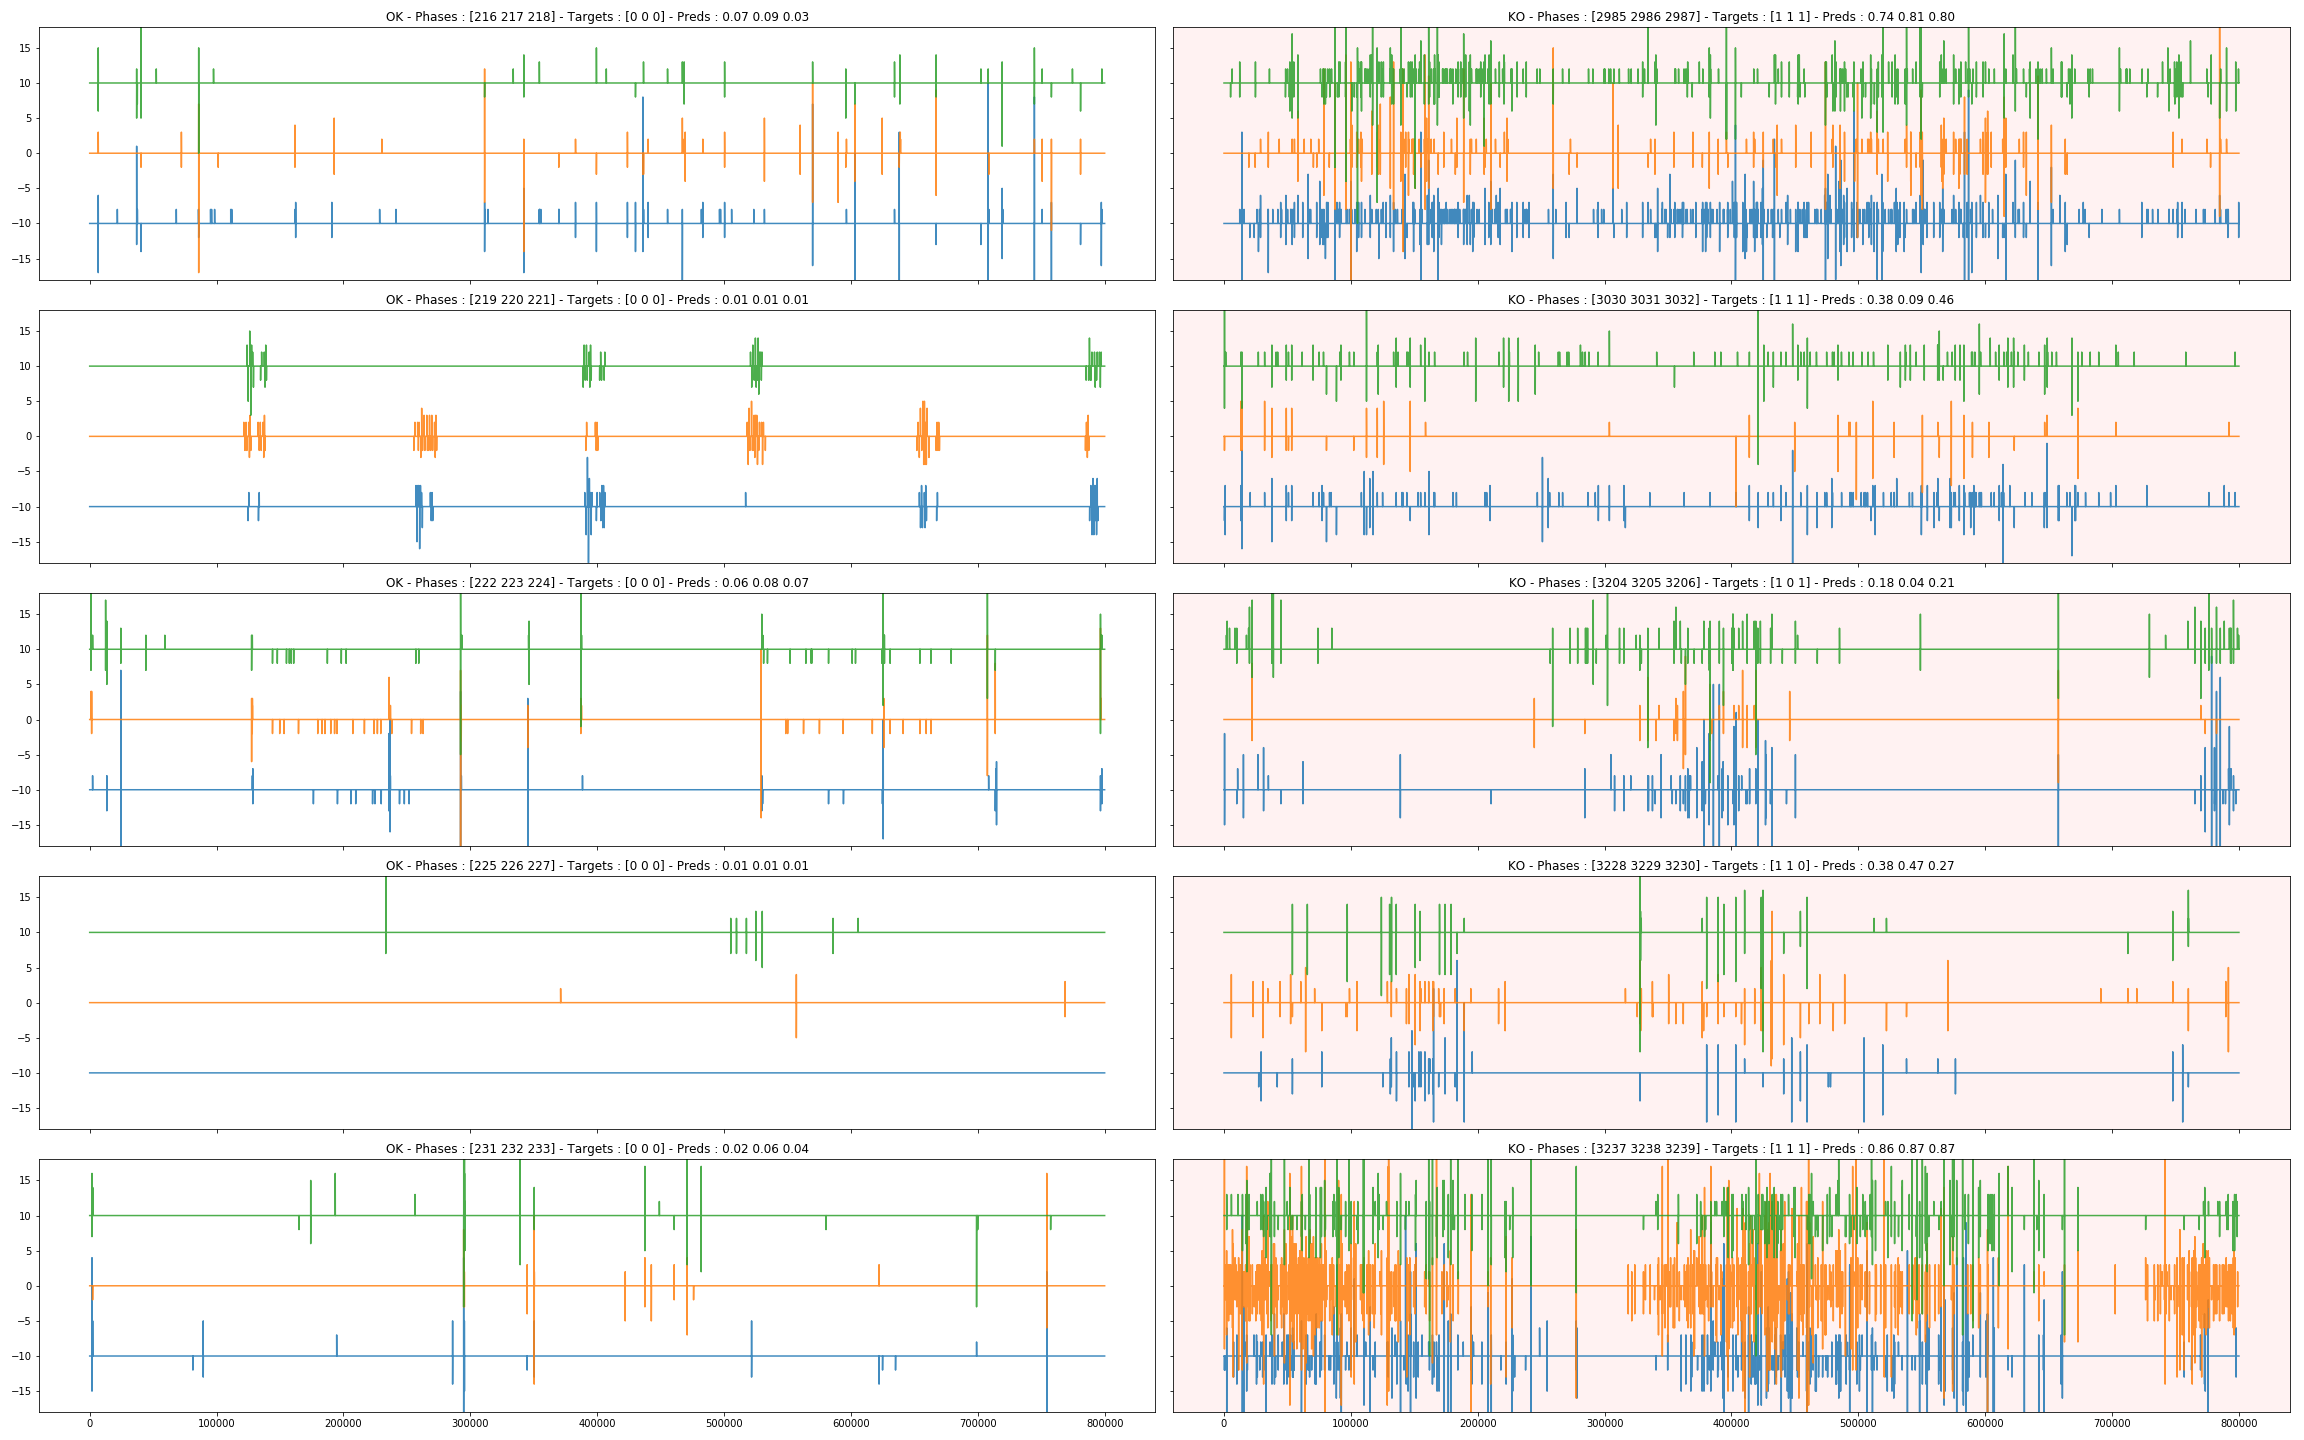 OK - Phases : [216 217 218] - Targets : [0 0 0] - Preds : 0.07 0.09 0.03
15
10
5
0
−5
−10
−15
KO - Phases : [2985 2986 2987] - Targets : [1 1 1] - Preds : 0.74 0.81 0.80
OK - Phases : [219 220 221] - Targets : [0 0 0] - Preds : 0.01 0.01 0.01
15
10
5
0
−5
−10
−15
KO - Phases : [3030 3031 3032] - Targets : [1 1 1] - Preds : 0.38 0.09 0.46
OK - Phases : [222 223 224] - Targets : [0 0 0] - Preds : 0.06 0.08 0.07
15
10
5
0
−5
−10
−15
KO - Phases : [3204 3205 3206] - Targets : [1 0 1] - Preds : 0.18 0.04 0.21
OK - Phases : [225 226 227] - Targets : [0 0 0] - Preds : 0.01 0.01 0.01
15
10
5
0
−5
−10
−15
KO - Phases : [3228 3229 3230] - Targets : [1 1 0] - Preds : 0.38 0.47 0.27
OK - Phases : [231 232 233] - Targets : [0 0 0] - Preds : 0.02 0.06 0.04
15
10
5
0
−5
−10
−15
0 100000 200000 300000 400000 500000 600000 700000 800000
KO - Phases : [3237 3238 3239] - Targets : [1 1 1] - Preds : 0.86 0.87 0.87
0 100000 200000 300000 400000 500000 600000 700000 800000